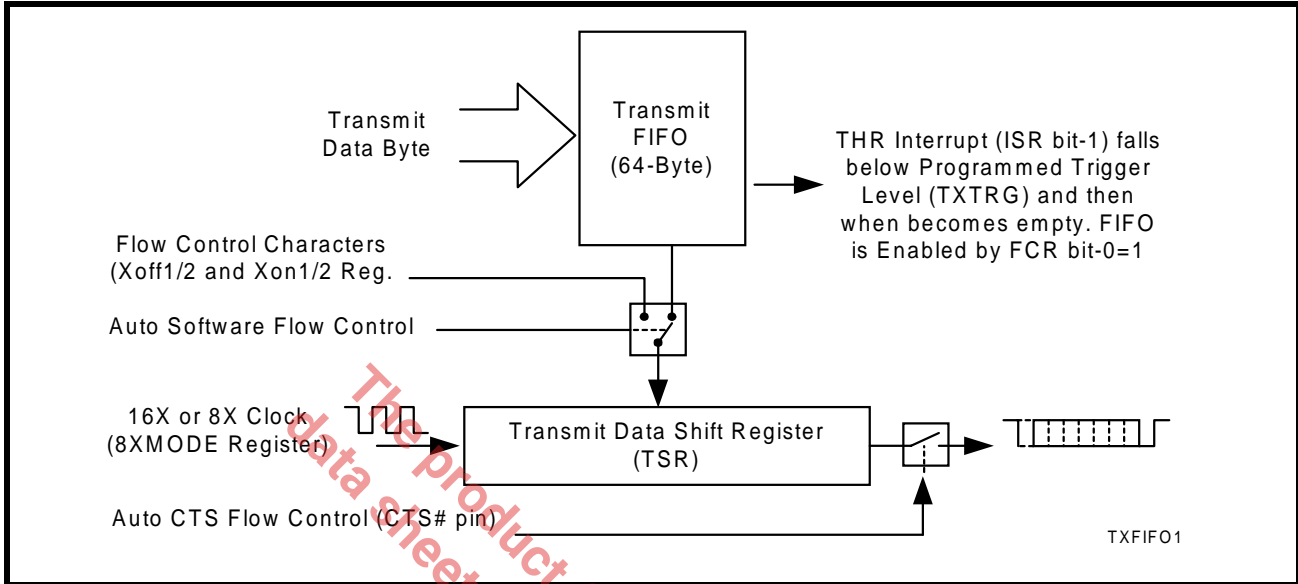 Transmit
Data Byte
Transmit
FIFO
(64-Byte)
THR Interrupt (ISR bit-1) falls
below Programmed Trigger
Level (TXTRG) and then
when becomes empty. FIFO
is Enabled by FCR bit-0=1
Flow Control Characters
(Xoff1/2 and Xon1/2 Reg.
Auto Software Flow Control
16X or 8X Clock
(8XMODE Register)
Transmit Data Shift Register
(TSR)
Auto CTS Flow Control (CTS# pin)
TXFIFO1
The product
data sheet